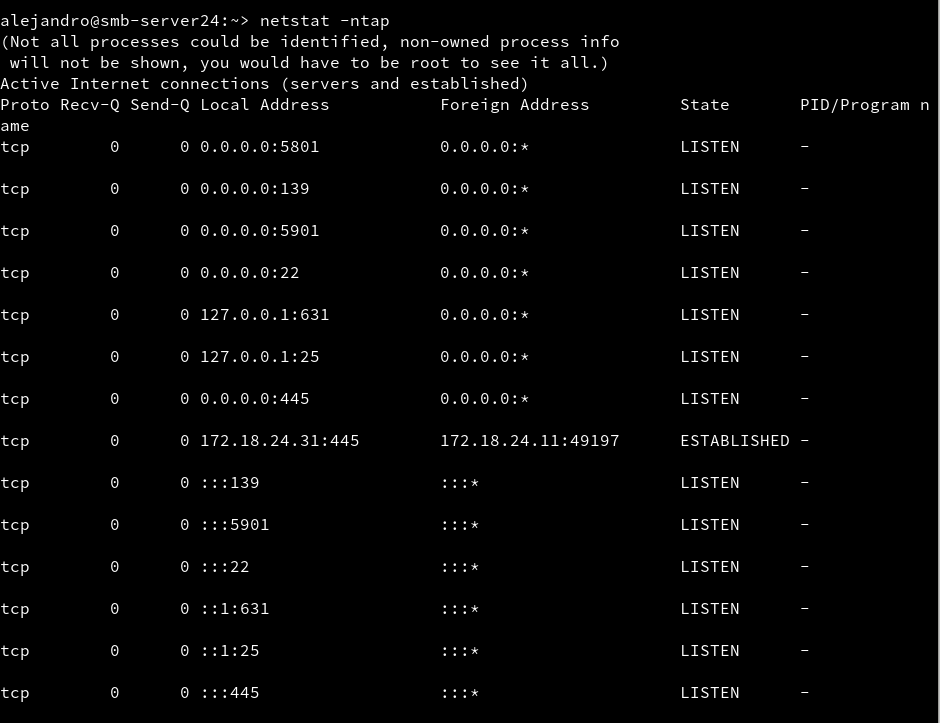 alejandro@smb-server24:~> netstat -ntap
(Not all processes could be identified, non-owned process info
 will not be shown, you would have to be root to see it all.)
Active Internet connections (servers and established)
Proto Recv-Q Send-Q Local Address           Foreign Address         State       PID/Program n
ame
tcp        0      0 0.0.0.0:5801            0.0.0.0:*               LISTEN      -
tcp        0      0 0.0.0.0:139             0.0.0.0:*               LISTEN      -
tcp        0      0 0.0.0.0:5901            0.0.0.0:*               LISTEN      -
tcp        0      0 0.0.0.0:22              0.0.0.0:*               LISTEN      -
tcp        0      0 127.0.0.1:631           0.0.0.0:*               LISTEN      -
tcp        0      0 127.0.0.1:25            0.0.0.0:*               LISTEN      -
tcp        0      0 0.0.0.0:445             0.0.0.0:*               LISTEN      -
tcp        0      0 172.18.24.31:445        172.18.24.11:49197      ESTABLISHED -
tcp        0      0 :::139                  :::*                    LISTEN      -
tcp        0      0 :::5901                 :::*                    LISTEN      -
tcp        0      0 :::22                   :::*                    LISTEN      -
tcp        0      0 ::1:631                 :::*                    LISTEN      -
tcp        0      0 ::1:25                  :::*                    LISTEN      -
tcp        0      0 :::445                  :::*                    LISTEN      -